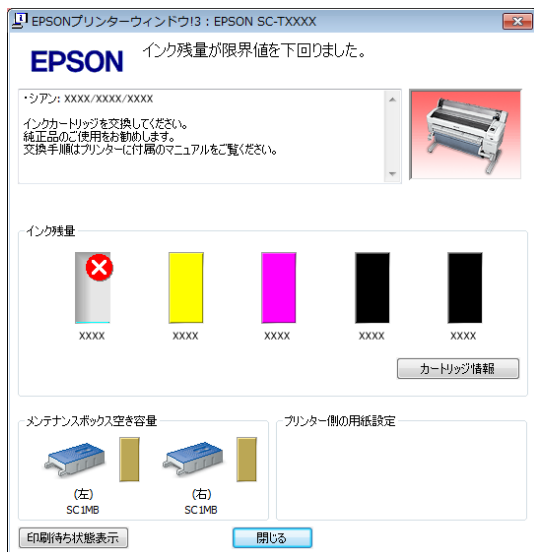 EPSONプリンターウィンドウ!3 : EPSON SC-TXXXX
EPSON
インク残量が限界値を下回りました。
・シアン: XXXX/XXXX/XXXX
インクカートリッジを交換してください。
純正品のご使用をお勧めします。
交換手順はプリンターに付属のマニュアルをご覧ください。
インク残量
XXXX XXXX XXXX XXXX XXXX
カートリッジ情報
メンテナンスボックス空き容量 プリンター側の用紙設定
(左) (右)
SC1MB SC1MB
印刷待ち状態表示 閉じる